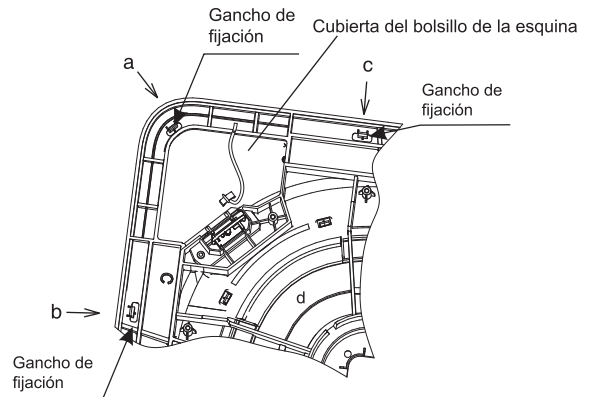 Gancho de
fijación
Cubierta del bolsillo de la esquina
a
c
Gancho de
fijación
b
d
Gancho de
fijación